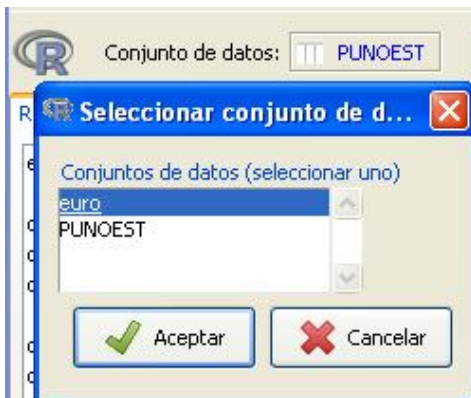 R Conjunto de datos: PUNOEST
R Seleccionar conjunto de d...
Conjuntos de datos (seleccionar uno)
euro
PUNOEST
Aceptar Cancelar